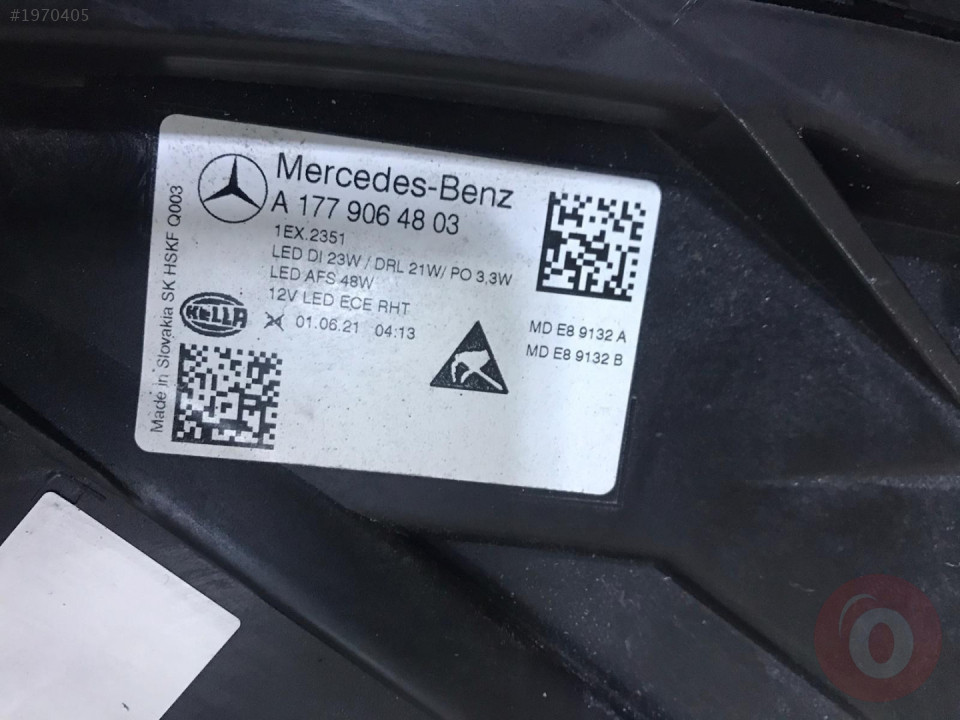 #1970405
Mercedes-Benz
A 177 906 48 03
1EX.2351
LED DI 23W / DRL 21W/ PO 3,3W
LED AFS 48W
12V LED ECE RHT
01.06.21 04:13
HELLA
Made in Slovakia SK HSKF Q003
MD E8 9132 A
MD E8 9132 B